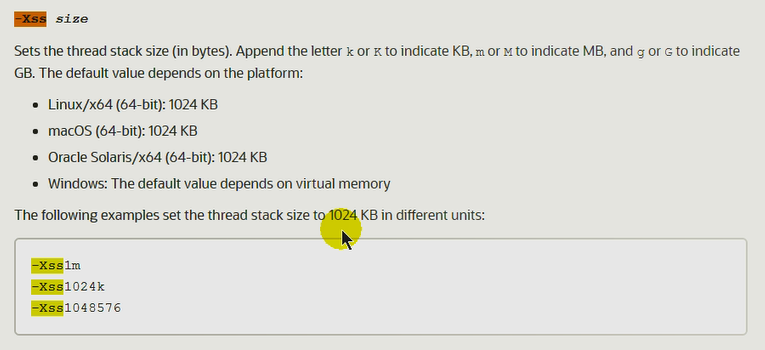 -Xss size
Sets the thread stack size (in bytes). Append the letter k or K to indicate KB, m or M to indicate MB, and g or G to indicate
GB. The default value depends on the platform:
• Linux/x64 (64-bit): 1024 KB
• macOS (64-bit): 1024 KB
• Oracle Solaris/x64 (64-bit): 1024 KB
• Windows: The default value depends on virtual memory
The following examples set the thread stack size to 1024 KB in different units:
-Xss1m
-Xss1024k
-Xss1048576